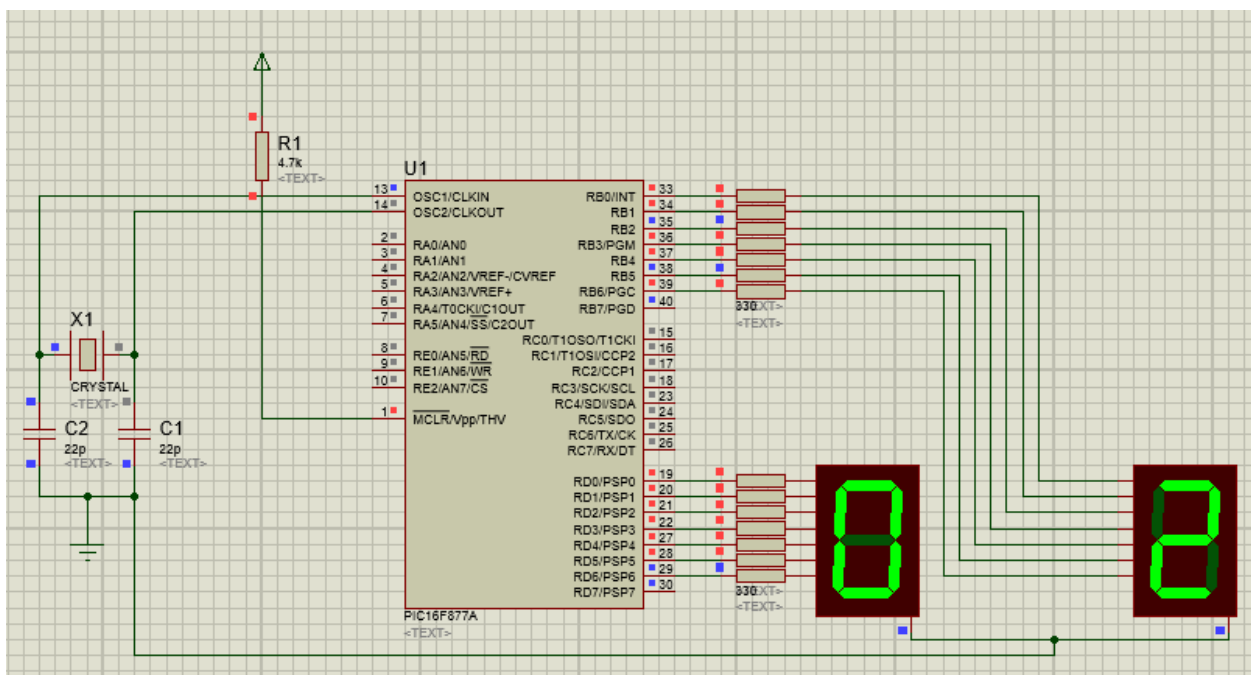 R1
4.7k
<TEXT>
X1
CRYSTAL
<TEXT>
C2
22p
<TEXT>
C1
22p
<TEXT>
U1
13
OSC1/CLKIN
14
OSC2/CLKOUT
2
RA0/AN0
3
RA1/AN1
4
RA2/AN2/VREF-/CVREF
5
RA3/AN3/VREF+
6
RA4/T0CKI/C1OUT
7
RA5/AN4/SS/C2OUT
8
RE0/AN5/RD
9
RE1/AN6/WR
10
RE2/AN7/CS
1
MCLR/Vpp/THV
RB0/INT
33
RB1
34
RB2
35
RB3/PGM
36
RB4
37
RB5
38
RB6/PGC
39
RB7/PGD
40
RC0/T1OSO/T1CKI
15
RC1/T1OSI/CCP2
16
RC2/CCP1
17
RC3/SCK/SCL
18
RC4/SDI/SDA
23
RC5/SDO
24
RC6/TX/CK
25
RC7/RX/DT
26
RD0/PSP0
19
RD1/PSP1
20
RD2/PSP2
21
RD3/PSP3
22
RD4/PSP4
27
RD5/PSP5
28
RD6/PSP6
29
RD7/PSP7
30
PIC16F877A
<TEXT>
330
<TEXT>
330
<TEXT>
0
2